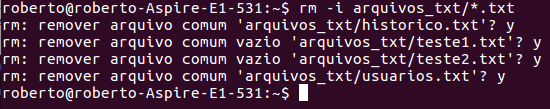 roberto@roberto-Aspire-E1-531:~$ rm -i arquivos_txt/*.txt
rm: remover arquivo comum 'arquivos_txt/historico.txt'? y
rm: remover arquivo comum vazio 'arquivos_txt/teste1.txt'? y
rm: remover arquivo comum vazio 'arquivos_txt/teste2.txt'? y
rm: remover arquivo comum 'arquivos_txt/usuarios.txt'? y
roberto@roberto-Aspire-E1-531:~$